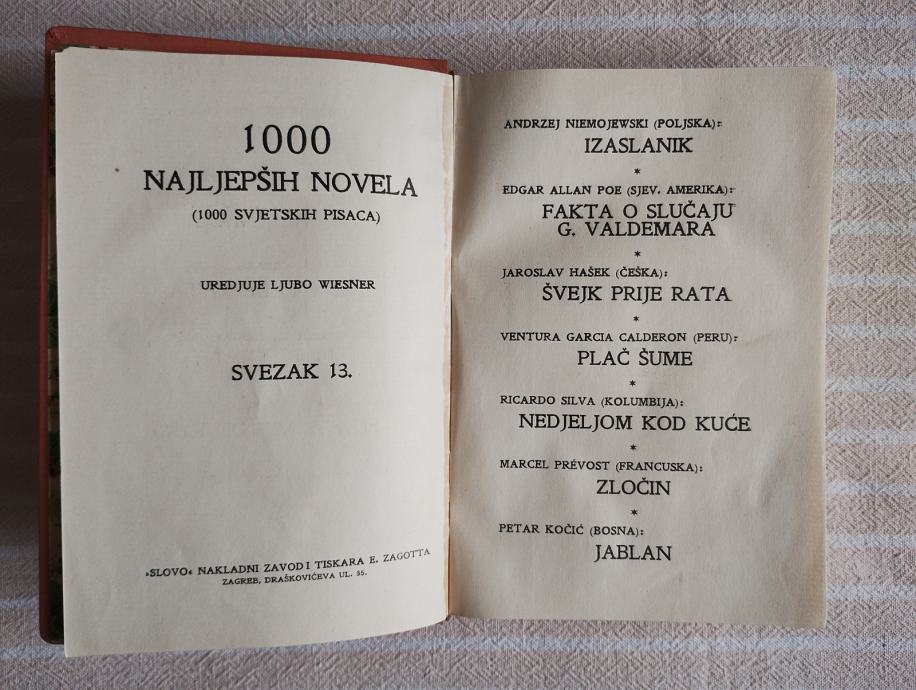 1000
NAJLJEPŠIH NOVELA
(1000 SVJETSKIH PISACA)
UREDJUJE LJUBO WIESNER
SVEZAK 13.
»SLOVO« NAKLADNI ZAVOD I TISKARA E. ZAGOTTA
ZAGREB, DRAŠKOVIĆEVA UL. 35.
ANDRZEJ NIEMOJEWSKI (POLJSKA):
IZASLANIK
*
EDGAR ALLAN POE (SJEV. AMERIKA):
FAKTA O SLUČAJU
G. VALDEMARA
*
JAROSLAV HAŠEK (ČEŠKA):
ŠVEJK PRIJE RATA
*
VENTURA GARCIA CALDERON (PERU):
PLAČ ŠUME
*
RICARDO SILVA (KOLUMBIJA):
NEDJELJOM KOD KUĆE
*
MARCEL PRÉVOST (FRANCUSKA):
ZLOČIN
*
PETAR KOČIĆ (BOSNA):
JABLAN